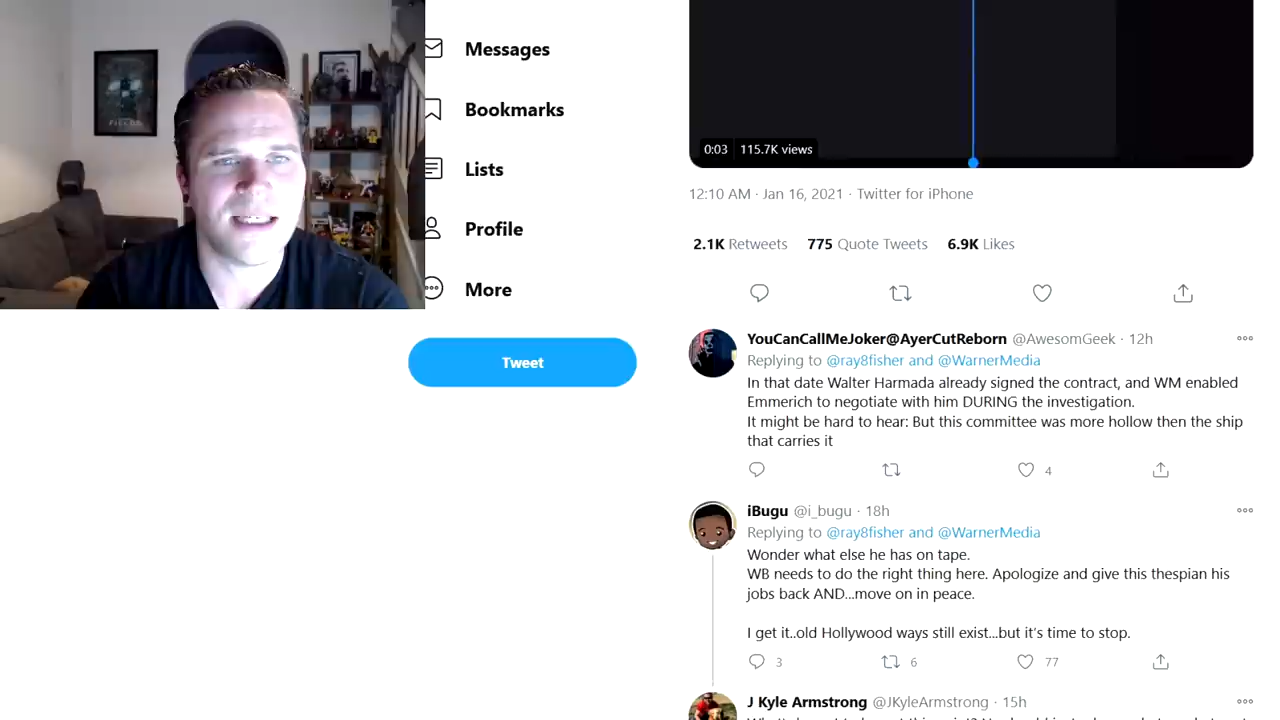 Messages
Bookmarks
Lists
Profile
More
Tweet
0:03 115.7K views
12:10 AM · Jan 16, 2021 · Twitter for iPhone
2.1K Retweets 775 Quote Tweets 6.9K Likes
YouCanCallMeJoker@AyerCutReborn @AwesomGeek · 12h
Replying to @ray8fisher and @WarnerMedia
In that date Walter Harmada already signed the contract, and WM enabled
Emmerich to negotiate with him DURING the investigation.
It might be hard to hear: But this committee was more hollow then the ship
that carries it
4
iBugu @i_bugu · 18h
Replying to @ray8fisher and @WarnerMedia
Wonder what else he has on tape.
WB needs to do the right thing here. Apologize and give this thespian his
jobs back AND...move on in peace.
I get it..old Hollywood ways still exist...but it's time to stop.
3 6 77
J Kyle Armstrong @JKyleArmstrong · 15h